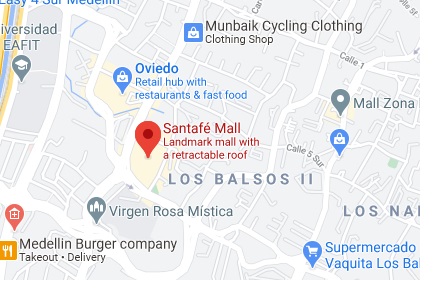 Easy 4 Sur Medellín
Munbaik Cycling Clothing
Clothing Shop
Universidad
EAFIT
Oviedo
Retail hub with
restaurants & fast food
Calle 1
Mall Zona
Santafé Mall
Landmark mall with
a retractable roof
Calle 5 Sur
LOS BALSOS II
Virgen Rosa Mística
LOS NA
Medellin Burger company
Takeout • Delivery
Supermercado
Vaquita Los Bal